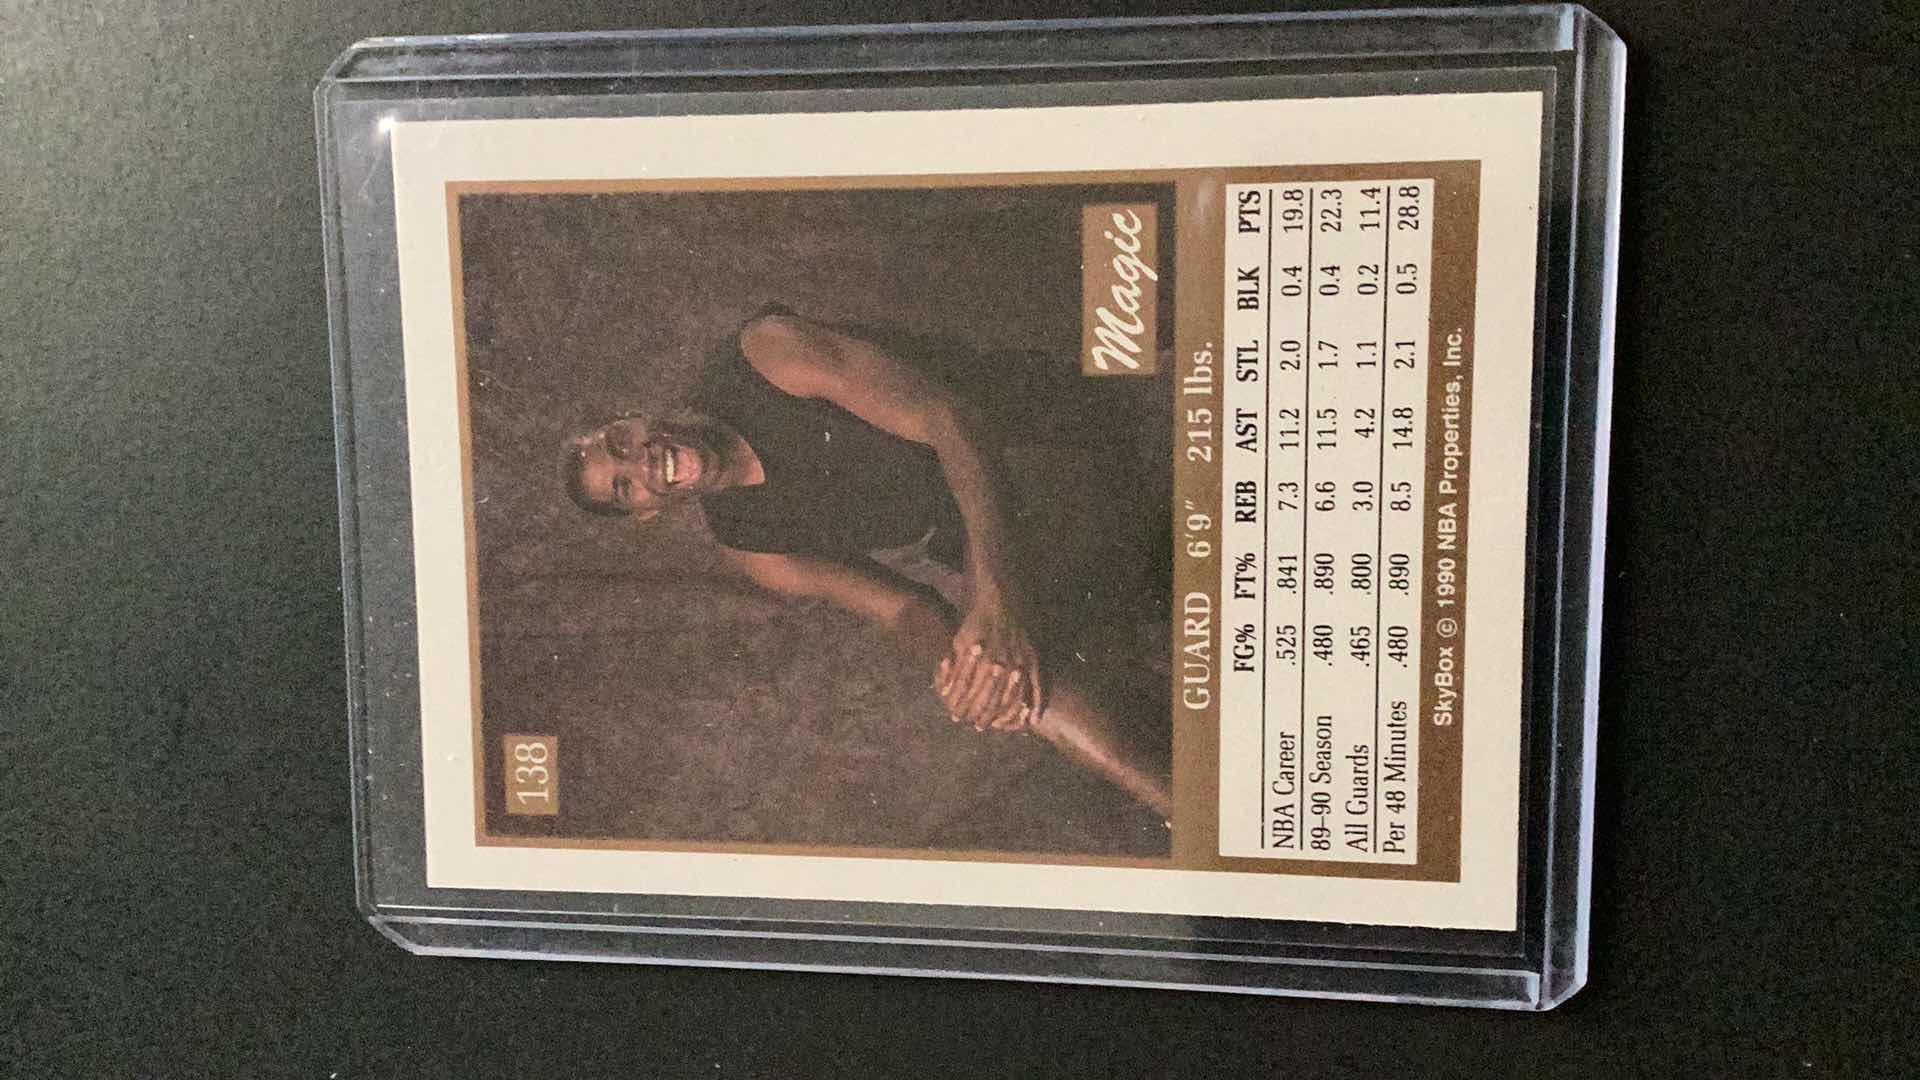 138
Magic
GUARD 6'9" 215 lbs.
FG% FT% REB AST STL BLK PTS
NBA Career .525 .841 7.3 11.2 2.0 0.4 19.8
89-90 Season .480 .890 6.6 11.5 1.7 0.4 22.3
All Guards .465 .800 3.0 4.2 1.1 0.2 11.4
Per 48 Minutes .480 .890 8.5 14.8 2.1 0.5 28.8
SkyBox © 1990 NBA Properties, Inc.